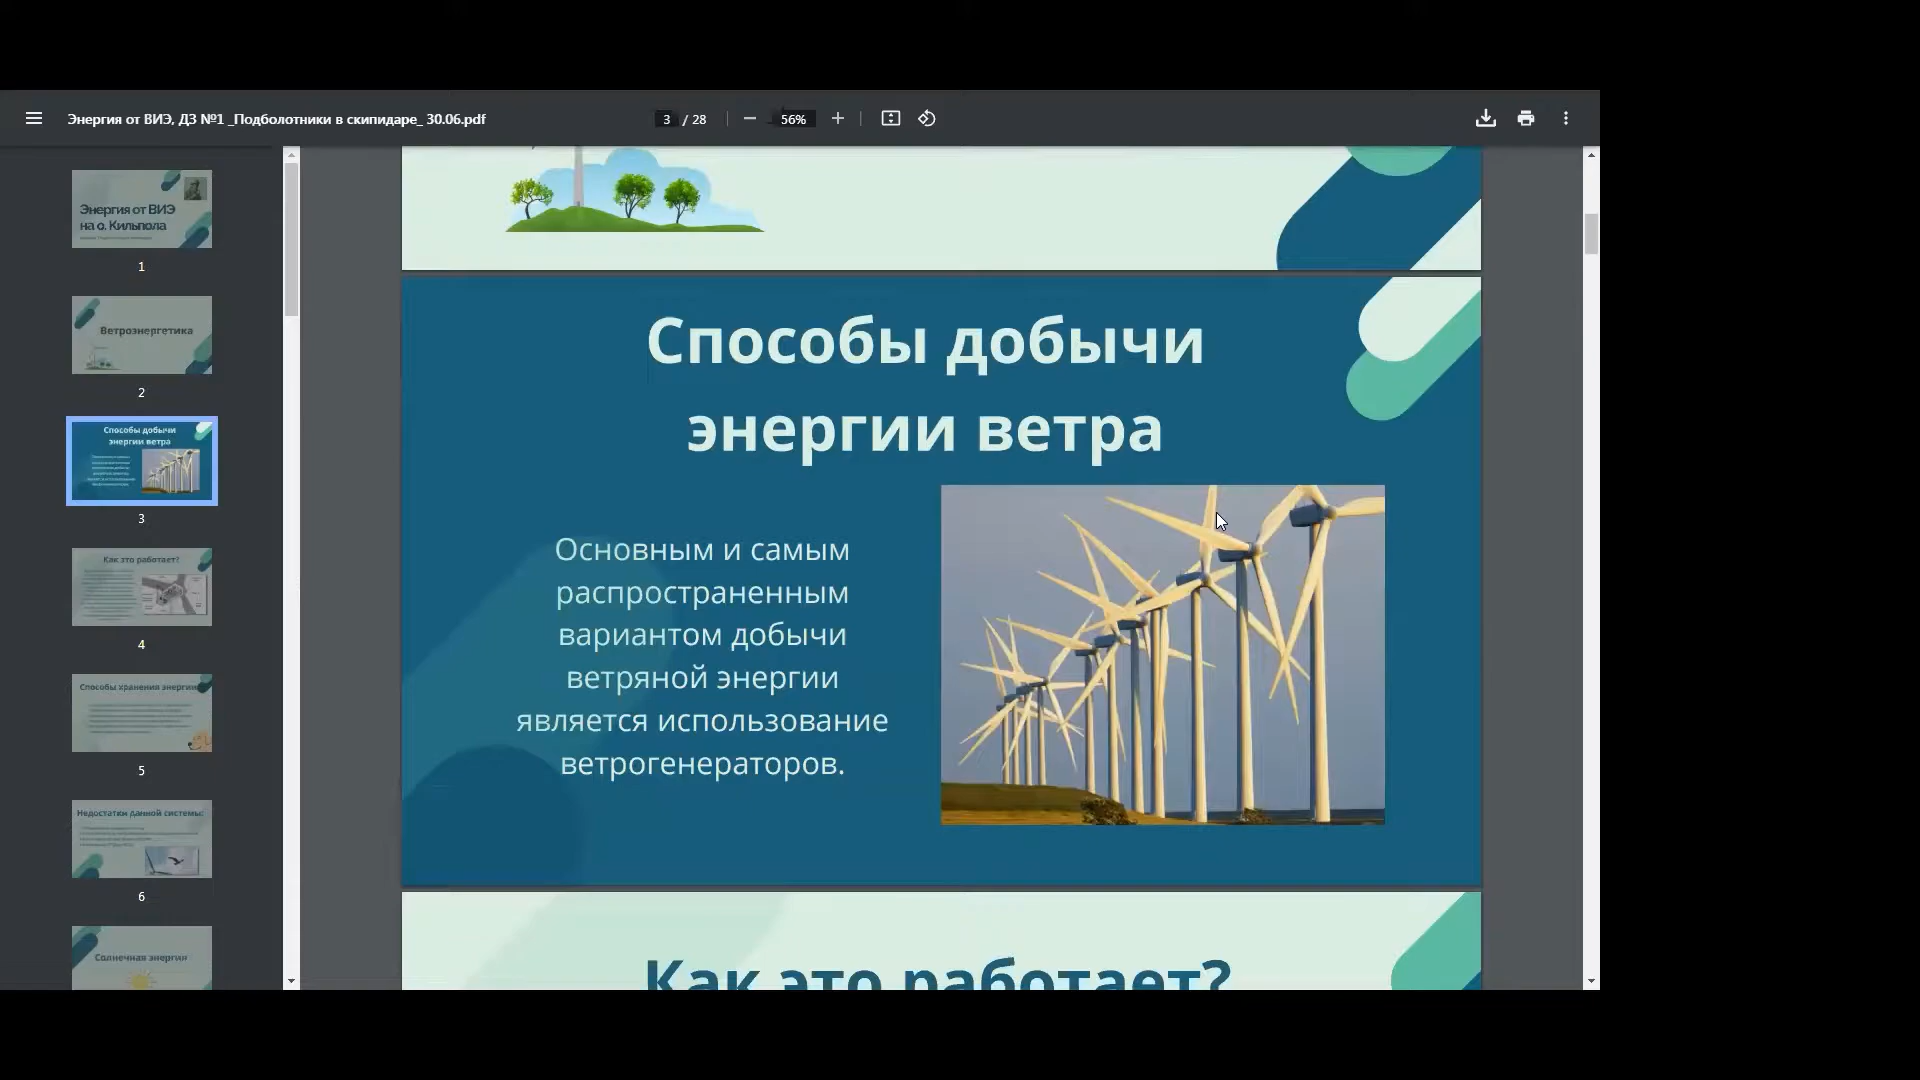 Энергия от ВИЭ, ДЗ №1 _Подболотники в скипидаре_ 30.06.pdf
3 / 28
56%
Энергия от ВИЭ
на о. Кильпола
1
Ветроэнергетика
2
Способы добычи
энергии ветра
3
Как это работает?
4
Способы хранения энергии
5
Недостатки данной системы:
6
Солнечная энергия
Способы добычи
энергии ветра
Основным и самым
распространенным
вариантом добычи
ветряной энергии
является использование
ветрогенераторов.
Как это работает?